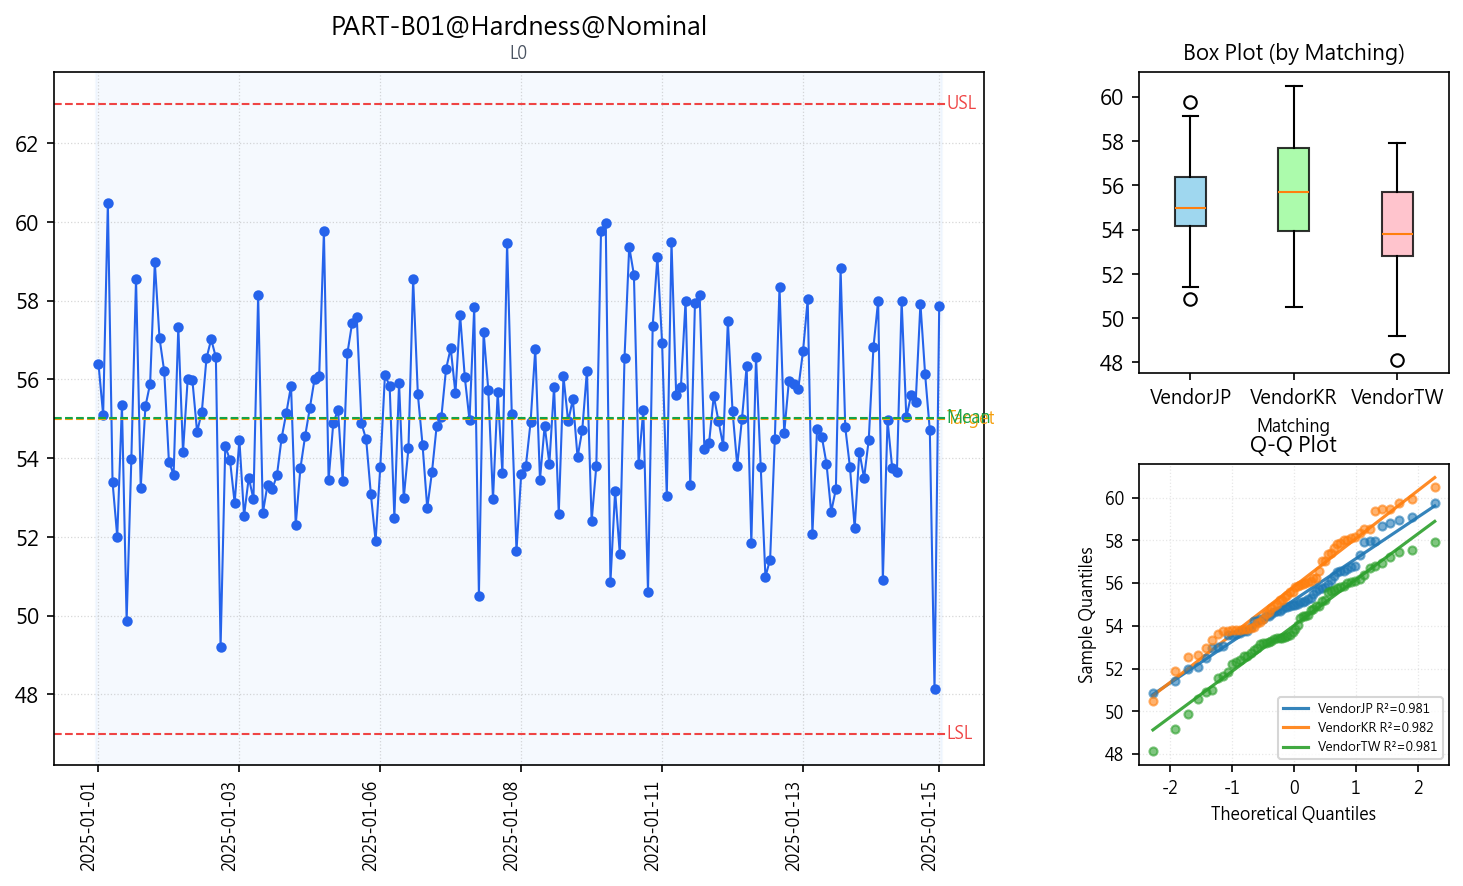 PART-B01@Hardness@Nominal
L0
USL
62
60
58
56
54
52
50
48
Mean
Target
LSL
2025-01-01
2025-01-03
2025-01-06
2025-01-08
2025-01-11
2025-01-13
2025-01-15
Box Plot (by Matching)
60
58
56
54
52
50
48
VendorJP
VendorKR
VendorTW
Matching
Q-Q Plot
Sample Quantiles
60
58
56
54
52
50
48
VendorJP R²=0.981
VendorKR R²=0.982
VendorTW R²=0.981
-2
-1
0
1
2
Theoretical Quantiles